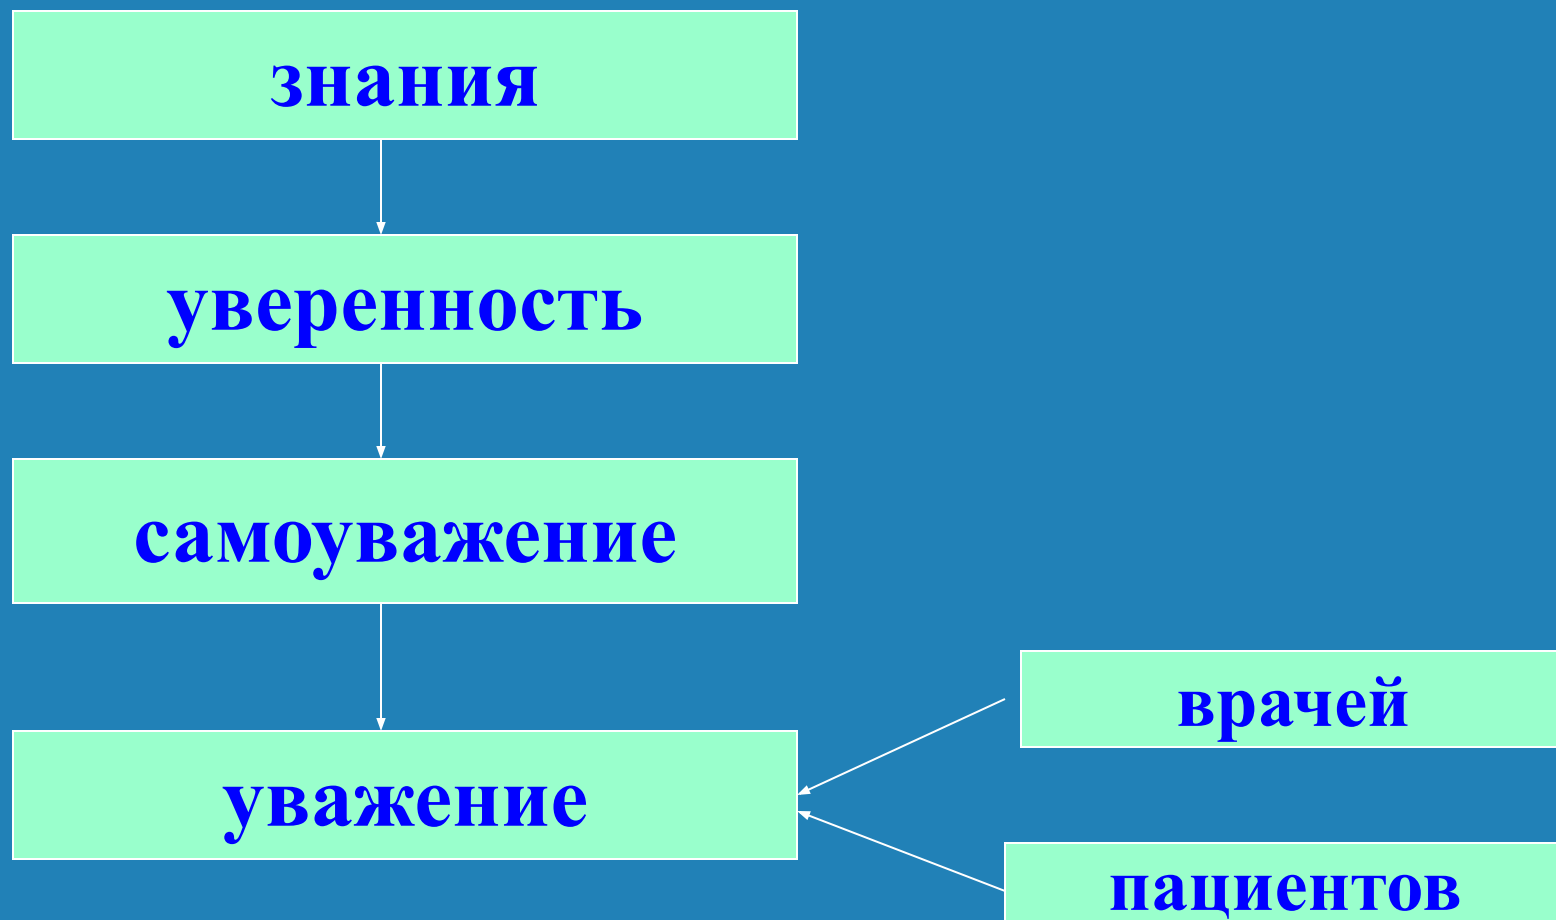 знания
уверенность
самоуважение
врачей
уважение
пациентов